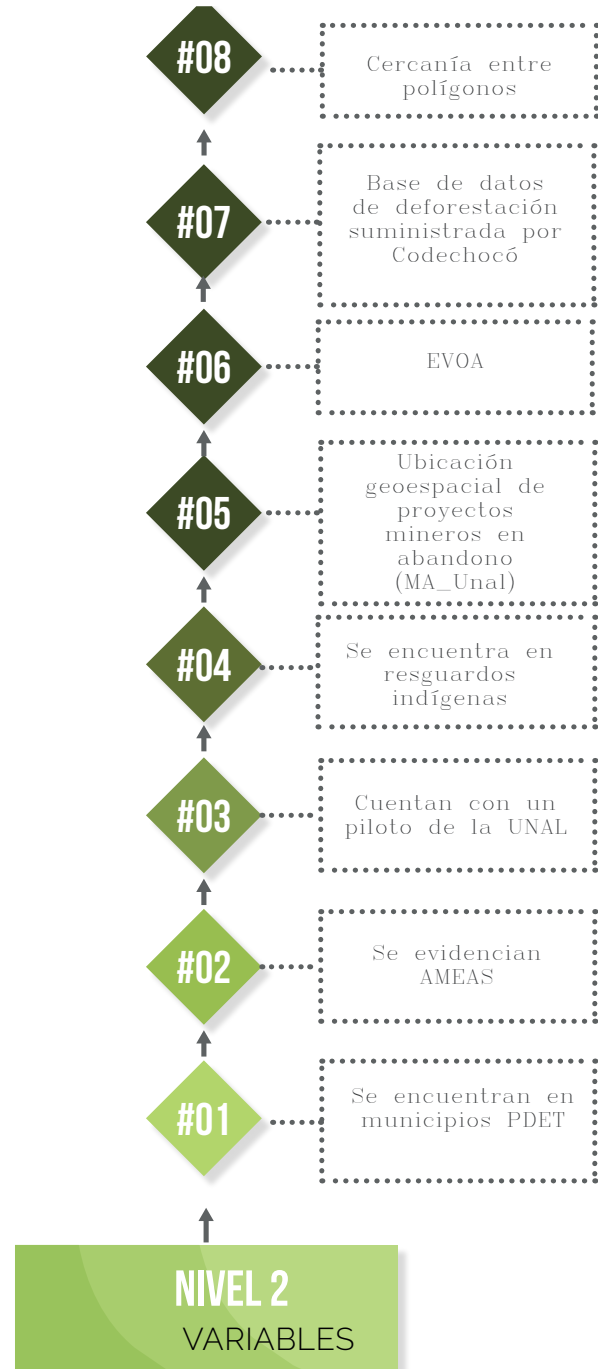 #08
Cercanía entre
polígonos
#07
Base de datos
de deforestación
suministrada por
Codechocó
#06
EVOA
#05
Ubicación
geoespacial de
proyectos
mineros en
abandono
(MA_Unal)
#04
Se encuentra en
resguardos
indígenas
#03
Cuentan con un
piloto de la UNAL
#02
Se evidencian
AMEAS
#01
Se encuentran en
municipios PDET
NIVEL 2
VARIABLES